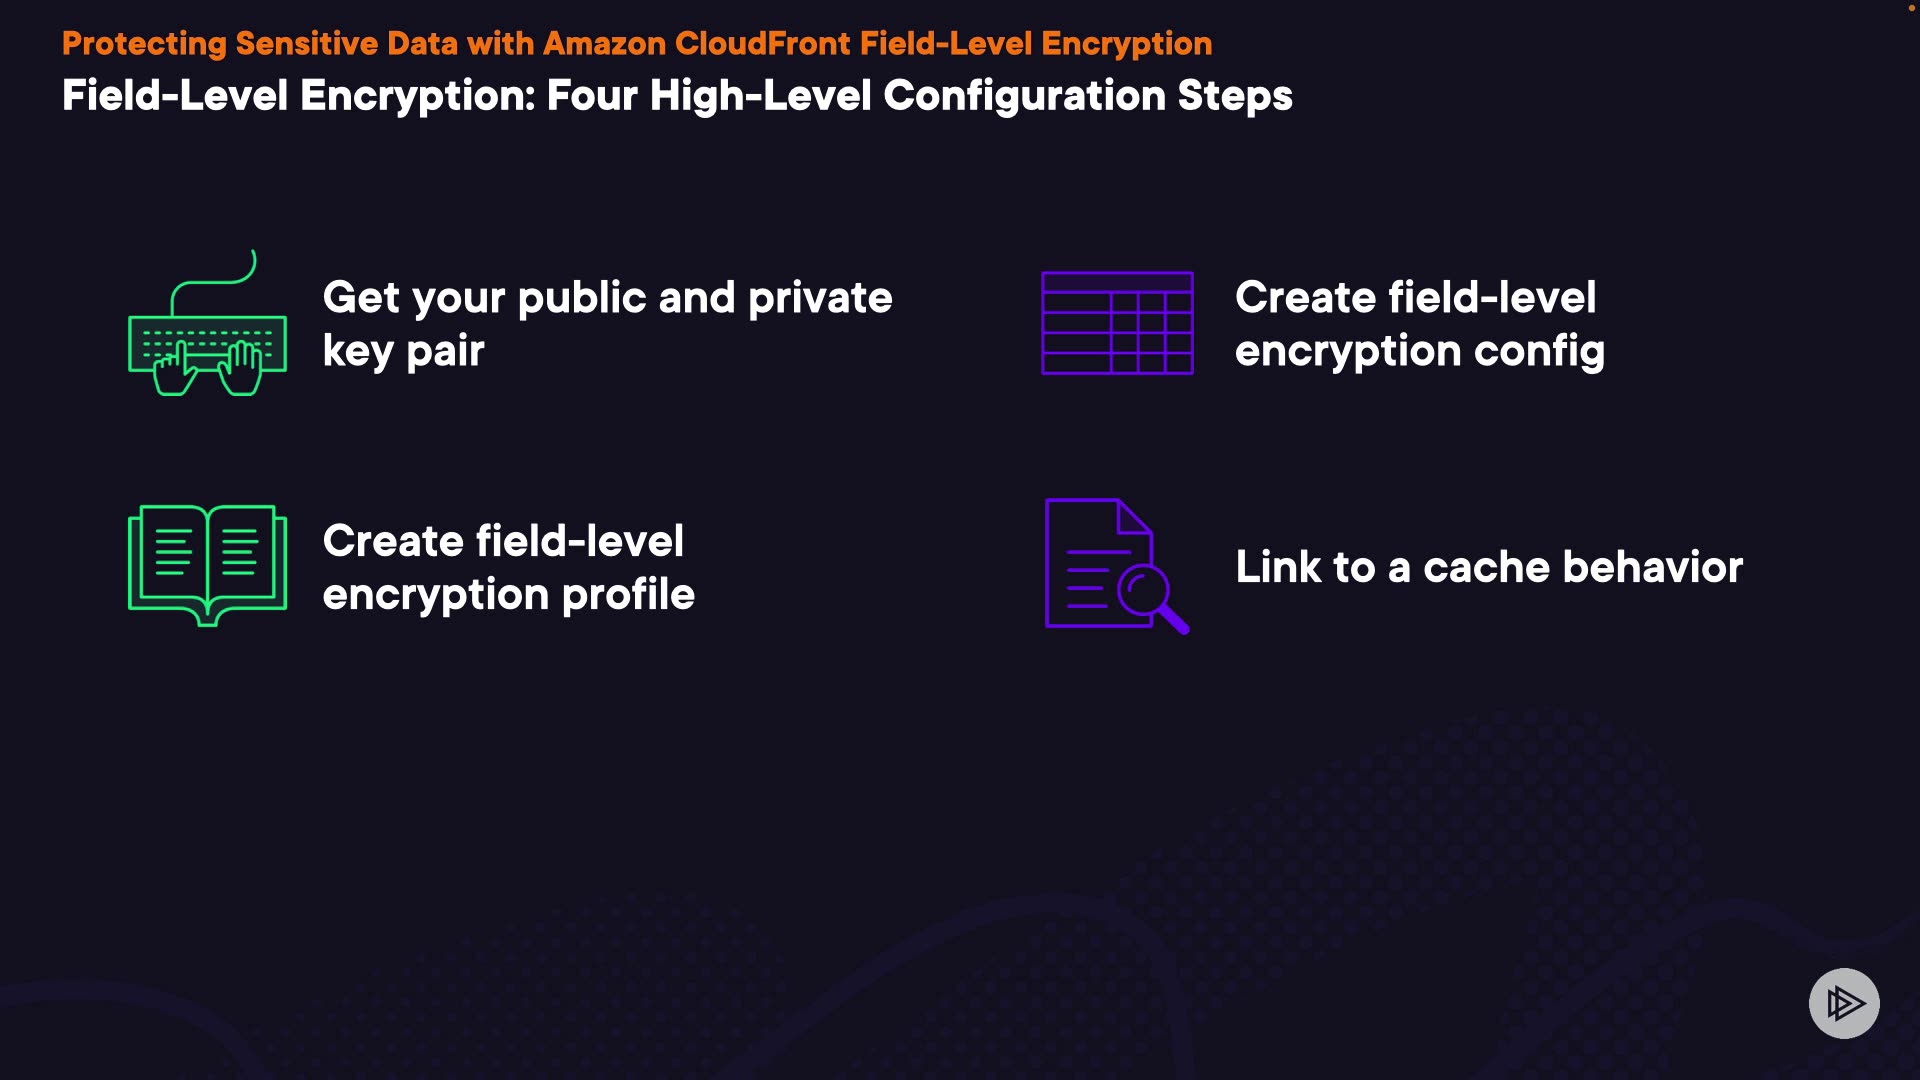 Protecting Sensitive Data with Amazon CloudFront Field-Level Encryption
Field-Level Encryption: Four High-Level Configuration Steps
Get your public and private
key pair
Create field-level
encryption profile
Create field-level
encryption config
Link to a cache behavior